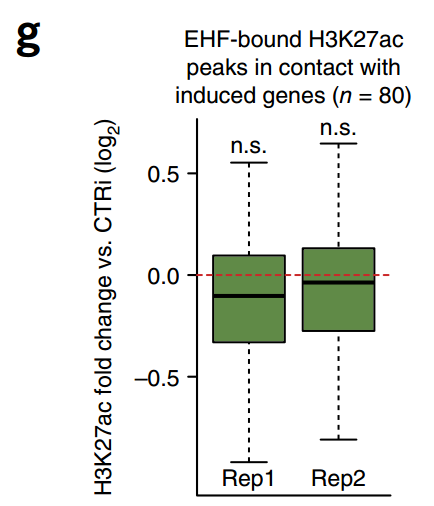 g
EHF-bound H3K27ac
peaks in contact with
induced genes (n = 80)
H3K27ac fold change vs. CTRi (log2)
n.s.
n.s.
0.5
0.0
–0.5
Rep1
Rep2